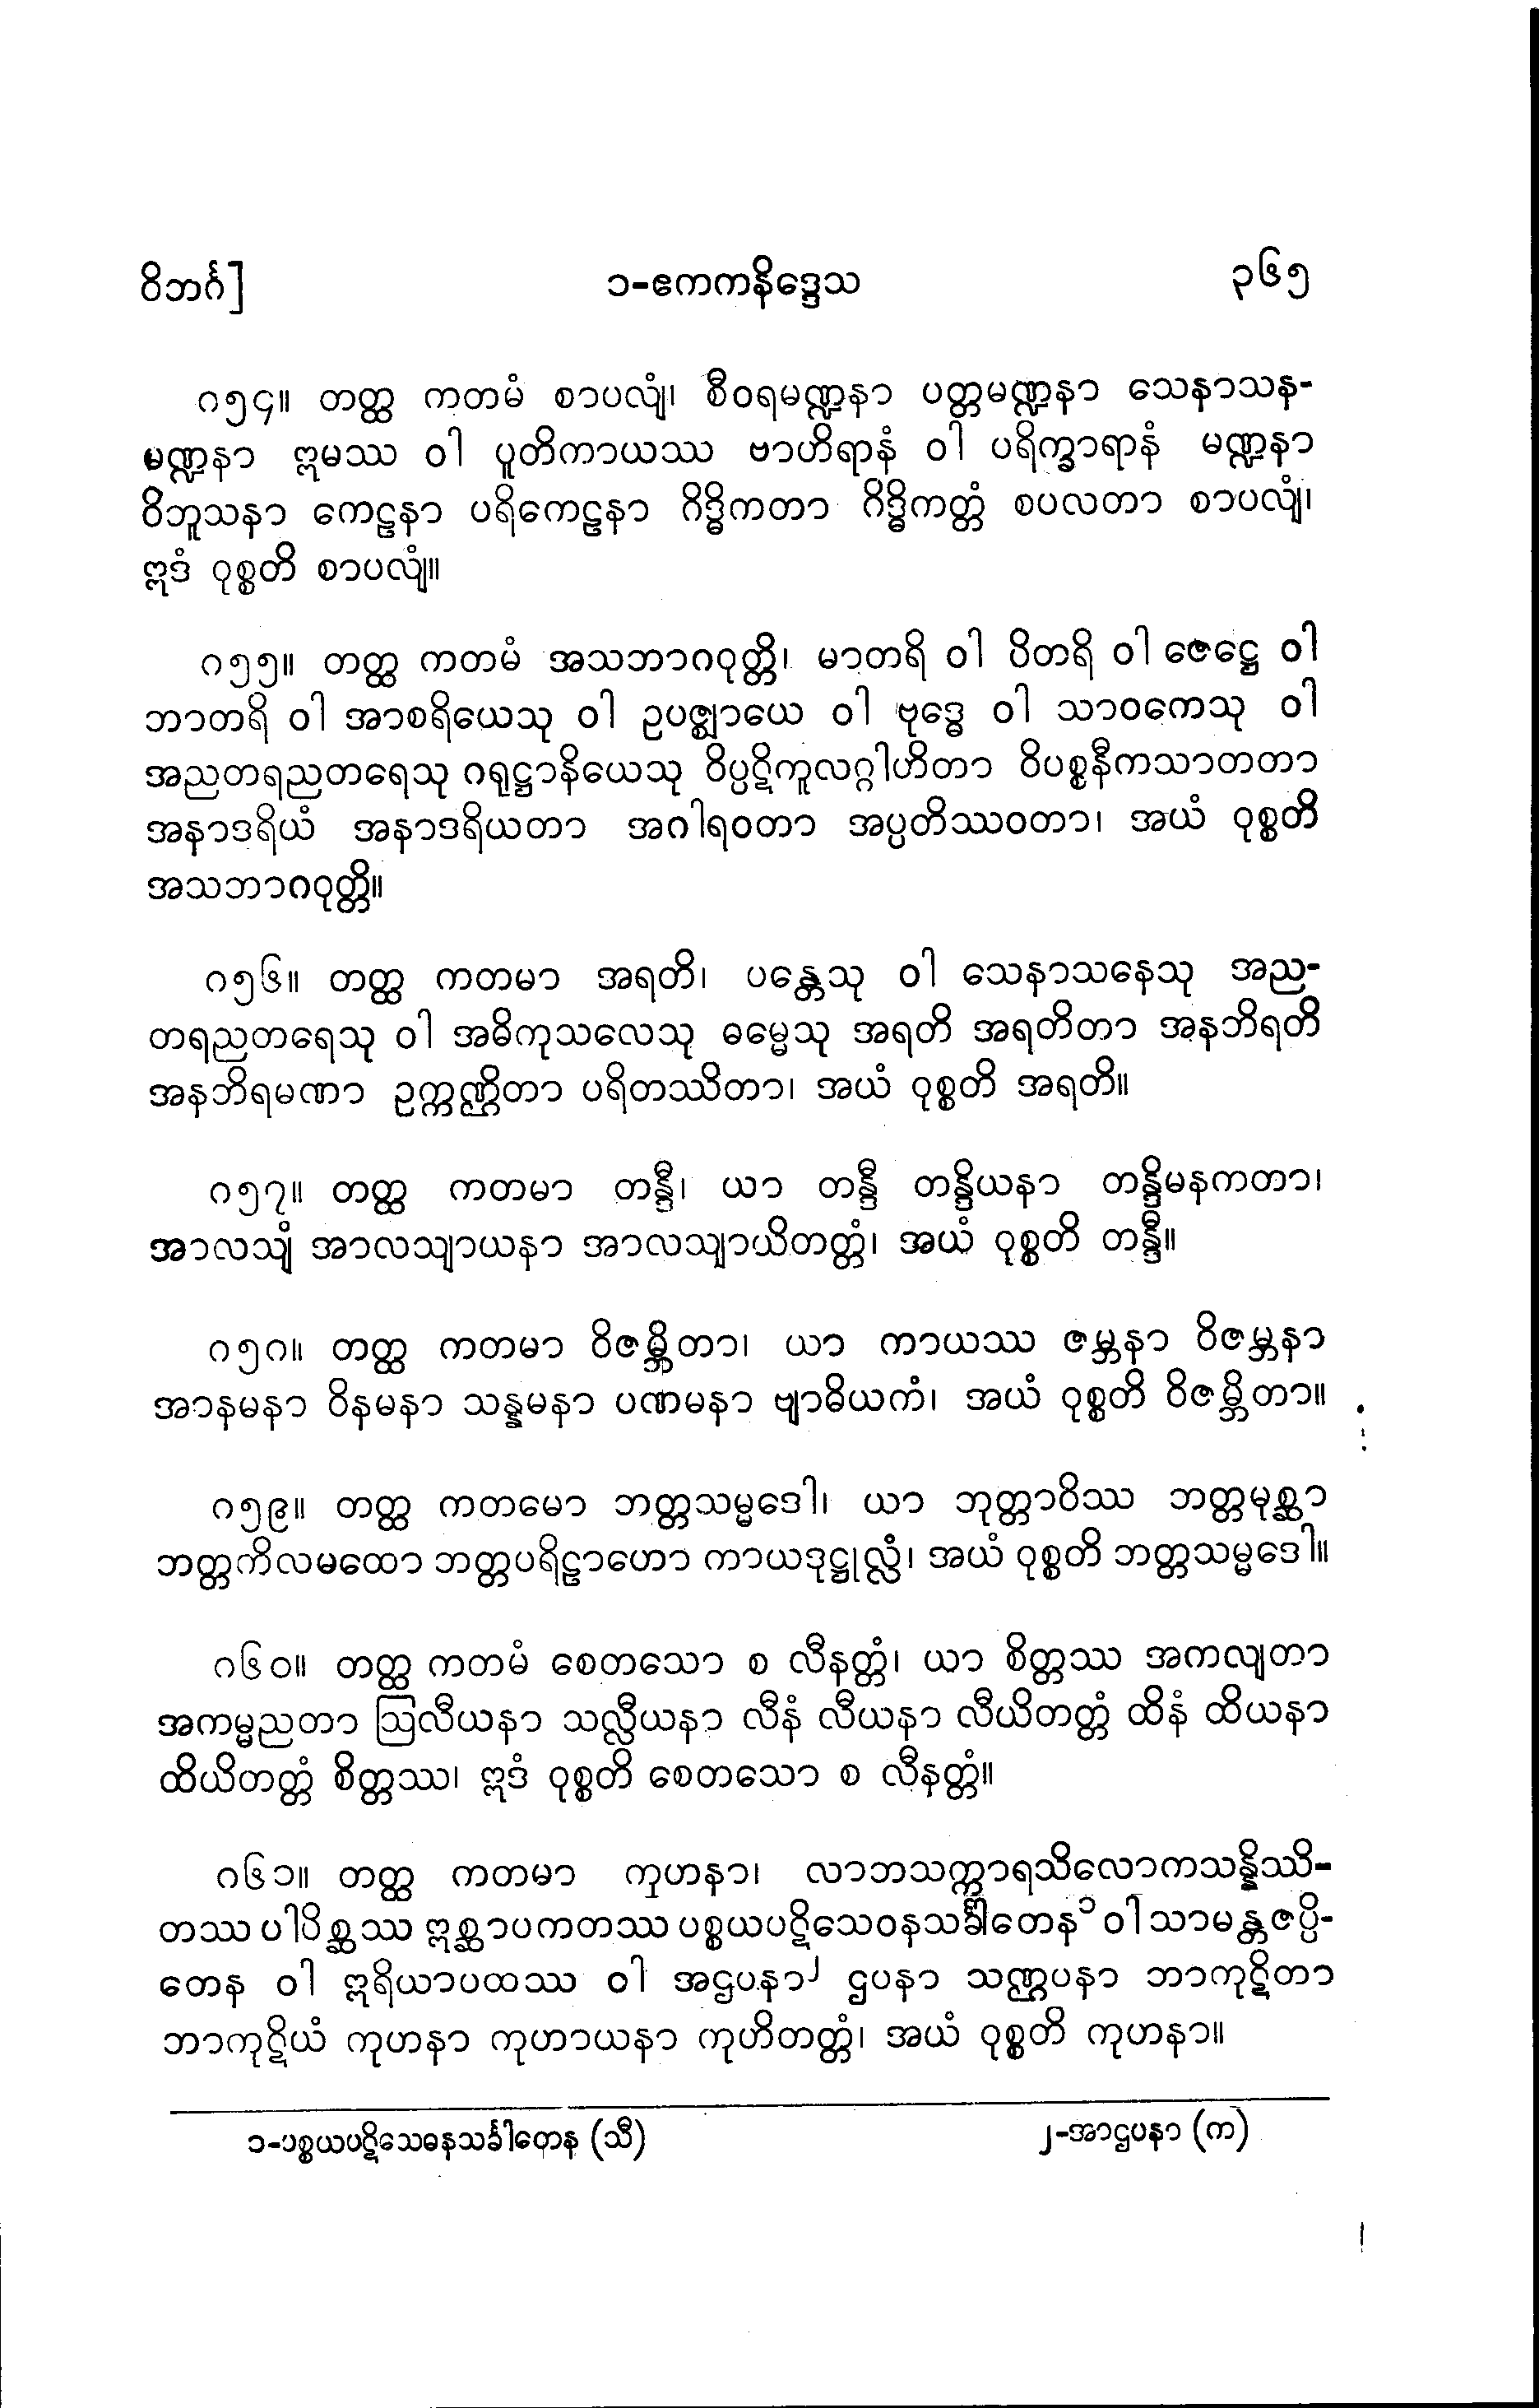 ဝိဘင်္ဂ]
၁-ဧကကနိဒ္ဒေသ
၃၆၅
၈၅၄။ တတ္ထ ကတမံ စာပလျံ၊ စီဝရမဏ္ဍနာ ပတ္တမဏ္ဍနာ သေနာသန-
မဏ္ဍနာ ဣမဿ ဝါ ပူတိကာယဿ ဗာဟိရာနံ ဝါ ပရိက္ခာရာနံ မဏ္ဍနာ
ဝိဘူသနာ ကေဠနာ ပရိကေဠနာ ဂိဒ္ဓိကတာ ဂိဒ္ဓိကတ္တံ စပလတာ စာပလျံ၊
ဣဒံ ဝုစ္စတိ စာပလျံ။
၈၅၅။ တတ္ထ ကတမံ အသဘာဂဝုတ္တိ၊ မာတရိ ဝါ ပိတရိ ဝါ ဇေဋ္ဌေ ဝါ
ဘာတရိ ဝါ အာစရိယေသု ဝါ ဥပဇ္ဈာယေ ဝါ ဗုဒ္ဓေ ဝါ သာဝကေသု ဝါ
အညတရညတရေသု ဂရုဋ္ဌာနိယေသု ဝိပ္ပဋိကူလဂ္ဂါဟိတာ ဝိပစ္စနီကသာတတာ
အနာဒရိယံ အနာဒရိယတာ အဂါရဝတာ အပ္ပတိဿဝတာ၊ အယံ ဝုစ္စတိ
အသဘာဂဝုတ္တိ။
၈၅၆။ တတ္ထ ကတမာ အရတိ၊ ပန္တေသု ဝါ သေနာသနေသု အည-
တရညတရေသု ဝါ အဓိကုသလေသု ဓမ္မေသု အရတိ အရတိတာ အနဘိရတိ
အနဘိရမဏာ ဥက္ကဏ္ဌိတာ ပရိတဿိတာ၊ အယံ ဝုစ္စတိ အရတိ။
၈၅၇။ တတ္ထ ကတမာ တန္ဒီ၊ ယာ တန္ဒီ တန္ဒိယနာ တန္ဒိမနကတာ၊
အာလသျံ အာလသျာယနာ အာလသျာယိတတ္တံ၊ အယံ ဝုစ္စတိ တန္ဒီ။
၈၅၈။ တတ္ထ ကတမာ ဝိဇမ္ဘိတာ၊ ယာ ကာယဿ ဇမ္ဘနာ ဝိဇမ္ဘနာ
အာနမနာ ဝိနမနာ သန္နမနာ ပဏမနာ ဗျာဓိယကံ၊ အယံ ဝုစ္စတိ ဝိဇမ္ဘိတာ။
၈၅၉။ တတ္ထ ကတမော ဘတ္တသမ္မဒေါ၊ ယာ ဘုတ္တာဝိဿ ဘတ္တမုစ္ဆာ
ဘတ္တကိလမထော ဘတ္တပရိဠာဟော ကာယဒုဋ္ဌုလ္လံ၊ အယံ ဝုစ္စတိ ဘတ္တသမ္မဒေါ။
၈၆၀။ တတ္ထ ကတမံ စေတသော စ လီနတ္တံ၊ ယာ စိတ္တဿ အကလျတာ
အကမ္မညတာ ဩလီယနာ သလ္လီယနာ လီနံ လီယနာ လီယိတတ္တံ ထိနံ ထိယနာ
ထိယိတတ္တံ စိတ္တဿ၊ ဣဒံ ဝုစ္စတိ စေတသော စ လီနတ္တံ။
၈၆၁။ တတ္ထ ကတမာ ကုဟနာ၊ လာဘသက္ကာရသိလောကသန္နိဿိ-
တဿ ပါပိစ္ဆဿ ဣစ္ဆာပကတဿ ပစ္စယပဋိသေဝနသင်္ခါတေန၁ ဝါ သာမန္တဇပ္ပိ-
တေန ဝါ ဣရိယာပထဿ ဝါ အဌပနာ၂ ဌပနာ သဏ္ဌပနာ ဘာကုဋိတာ
ဘာကုဋိယံ ကုဟနာ ကုဟာယနာ ကုဟိတတ္တံ၊ အယံ ဝုစ္စတိ ကုဟနာ။
၁-ပစ္စယပဋိသေဓနသင်္ခါတေန (သီ)
၂-အာဌပနာ (က)